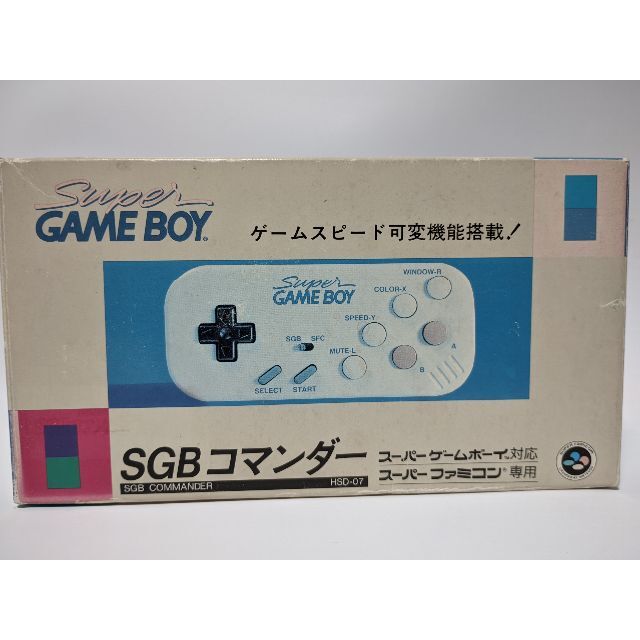 Super
GAME BOY®
ゲームスピード可変機能搭載!
Super
GAME BOY
WINDOW-R
COLOR-X
SPEED-Y
MUTE-L
SGB SFC
A
B
SELECT
START
SGBコマンダー
SGB COMMANDER
HSD-07
スーパーゲームボーイ®対応
スーパーファミコン®専用